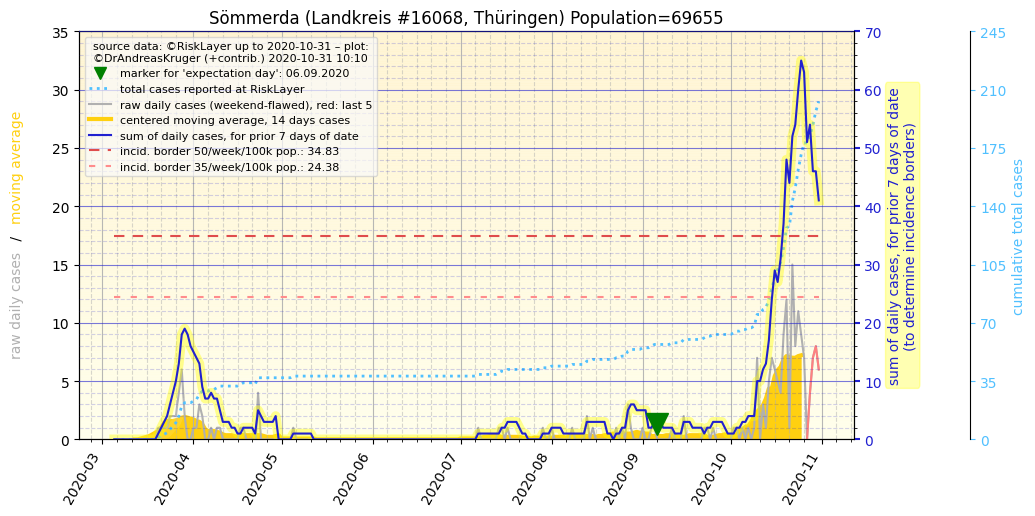 Sömmerda (Landkreis #16068, Thüringen) Population=69655
source data: ©RiskLayer up to 2020-10-31 – plot:
©DrAndreasKruger (+contrib.) 2020-10-31 10:10
marker for 'expectation day': 06.09.2020
total cases reported at RiskLayer
raw daily cases (weekend-flawed), red: last 5
centered moving average, 14 days cases
sum of daily cases, for prior 7 days of date
incid. border 50/week/100k pop.: 34.83
incid. border 35/week/100k pop.: 24.38
raw daily cases / moving average
35
30
25
20
15
10
5
0
70
60
50
40
30
20
10
0
sum of daily cases, for prior 7 days of date
(to determine incidence borders)
245
210
175
140
105
70
35
0
cumulative total cases
2020-03
2020-04
2020-05
2020-06
2020-07
2020-08
2020-09
2020-10
2020-11